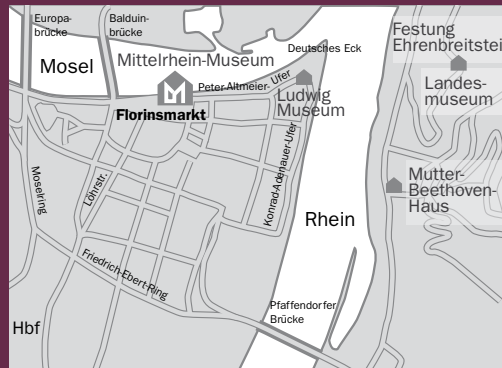 Europa-
brücke
Balduin-
brücke
Mosel
Mittelrhein-Museum
Deutsches Eck
Festung
Ehrenbreitstei
Landes-
museum
Peter-Altmeier-Ufer
Ludwig
Museum
Florinsmarkt
Moselring
Löhrstr.
Konrad-Adenauer-Ufer
Mutter-
Beethoven-
Haus
Rhein
Friedrich-Ebert-Ring
Pfaffendorfer
Brücke
Hbf